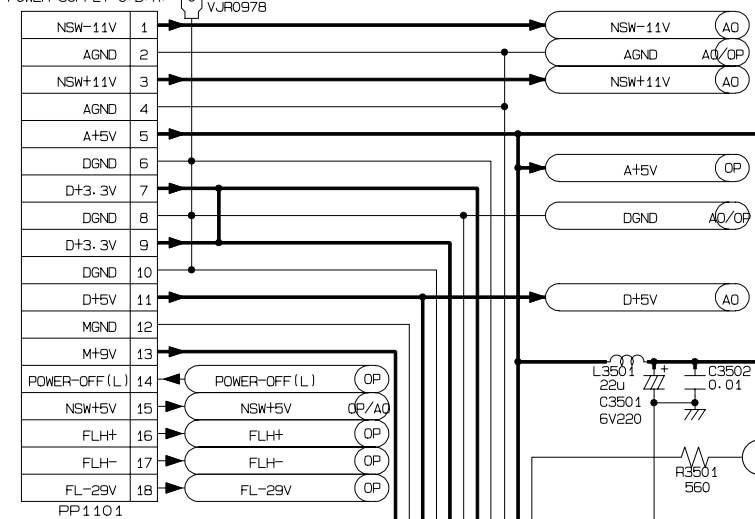 VJR0978
NSW-11V 1 NSW-11V AO
AGND 2 AGND AO/OP
NSW+11V 3 NSW+11V AO
AGND 4
A+5V 5
DGND 6 A+5V OP
D+3.3V 7
DGND 8 DGND AO/OP
D+3.3V 9
DGND 10
D+5V 11 D+5V AO
MGND 12
M+9V 13
POWER-OFF(L) 14 POWER-OFF(L) OP
NSW+5V 15 NSW+5V OP/AO
FLH+ 16 FLH+ OP
FLH- 17 FLH- OP
FL-29V 18 FL-29V OP
PP1101
L3501
22u
+
C3501
6V220
C3502
0.01
R3501
560